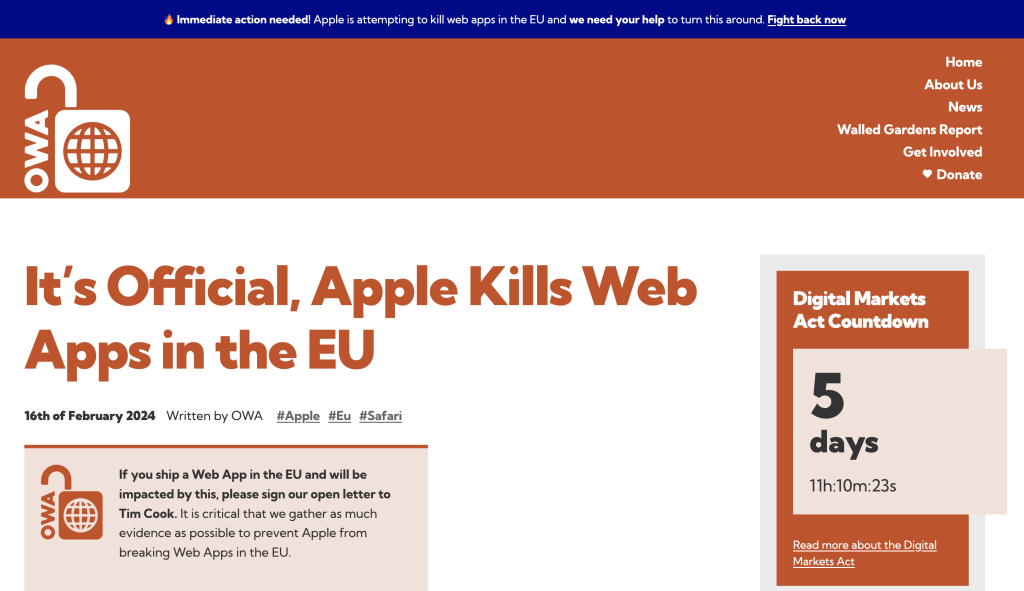 🔥 Immediate action needed! Apple is attempting to kill web apps in the EU and we need your help to turn this around. Fight back now
OWA
Home
About Us
News
Walled Gardens Report
Get Involved
Donate
It’s Official, Apple Kills Web
Apps in the EU
16th of February 2024 Written by OWA #Apple #Eu #Safari
OWA
If you ship a Web App in the EU and will be
impacted by this, please sign our open letter to
Tim Cook. It is critical that we gather as much
evidence as possible to prevent Apple from
breaking Web Apps in the EU.
Digital Markets
Act Countdown
5
days
11h:10m:23s
Read more about the Digital
Markets Act